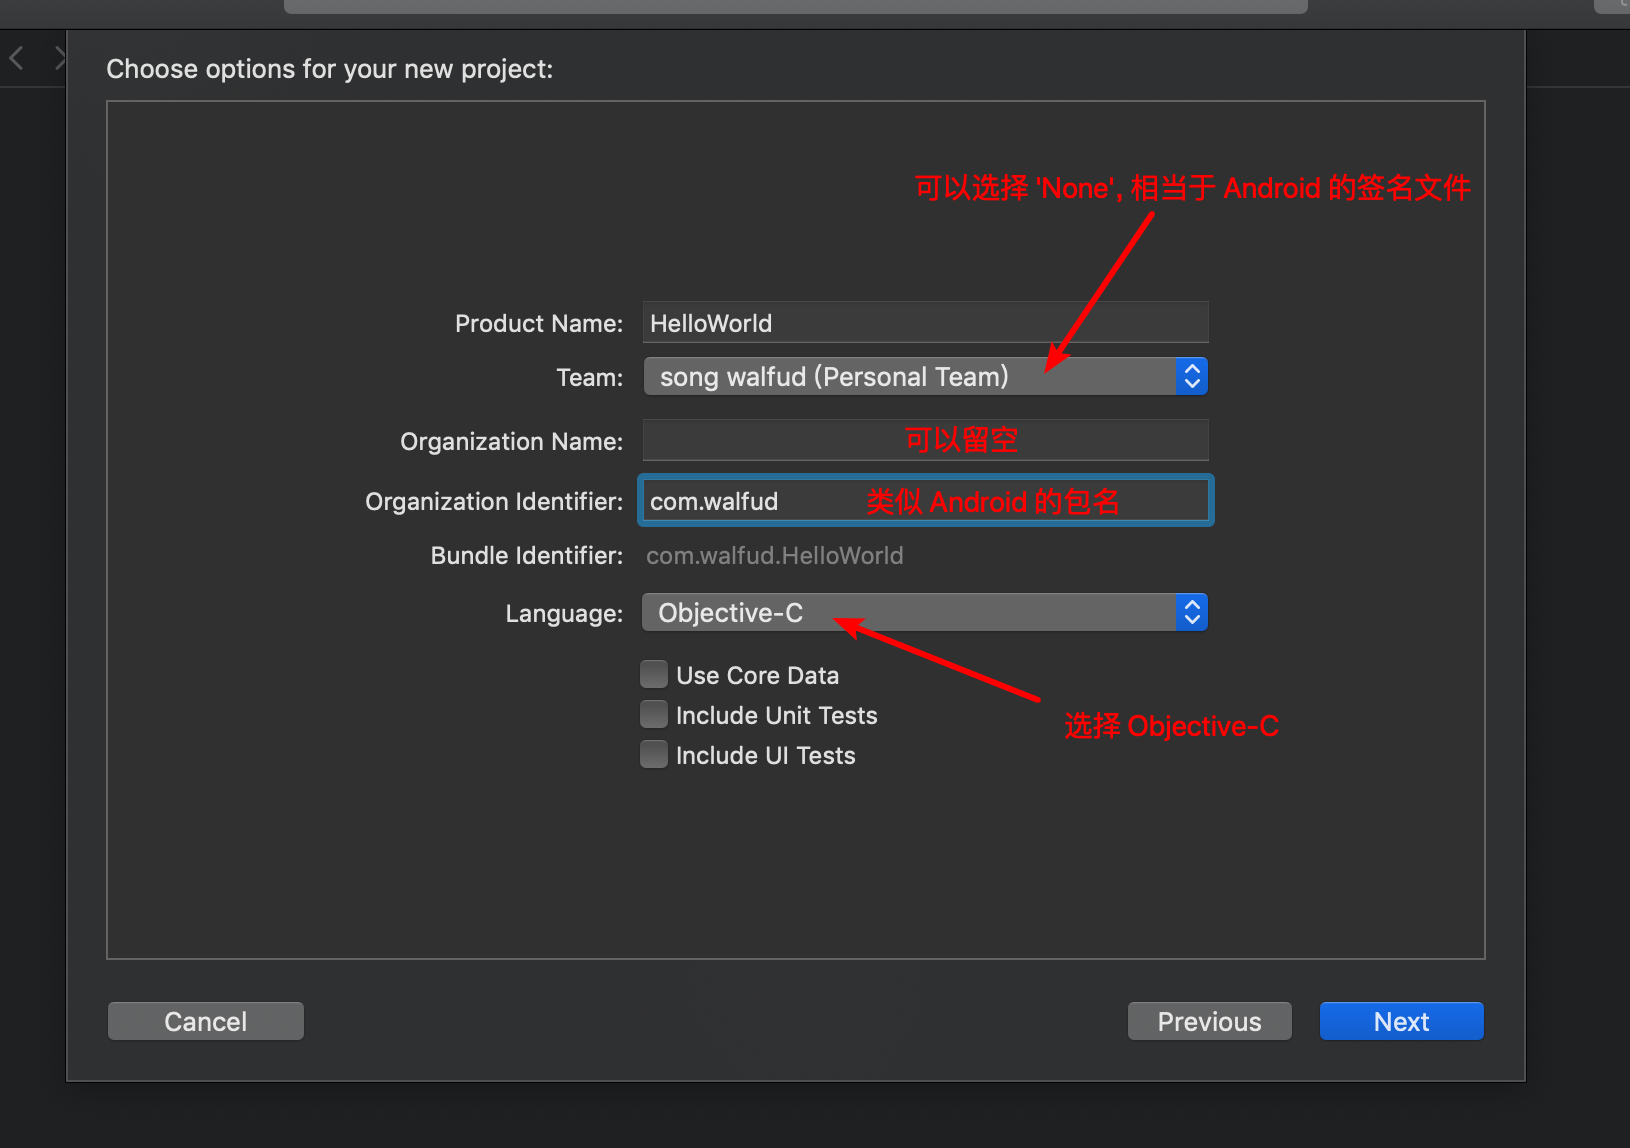 Choose options for your new project:
可以选择 'None', 相当于 Android 的签名文件
Product Name: HelloWorld
Team: song walfud (Personal Team)
Organization Name: 可以留空
Organization Identifier: com.walfud 类似 Android 的包名
Bundle Identifier: com.walfud.HelloWorld
Language: Objective-C
Use Core Data
Include Unit Tests
选择 Objective-C
Include UI Tests
Cancel Previous Next